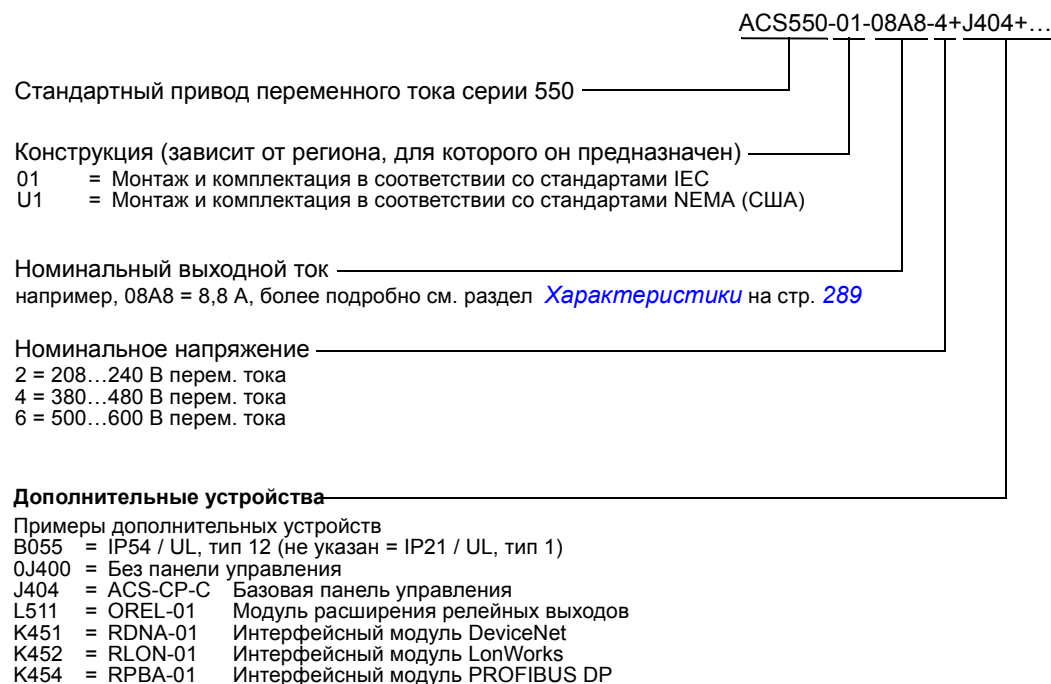 ACS550-01-08A8-4+J404+…
Стандартный привод переменного тока серии 550
Конструкция (зависит от региона, для которого он предназначен)
01 = Монтаж и комплектация в соответствии со стандартами IEC
U1 = Монтаж и комплектация в соответствии со стандартами NEMA (США)
Номинальный выходной ток
например, 08A8 = 8,8 А, более подробно см. раздел Характеристики на стр. 289
Номинальное напряжение
2 = 208…240 В перем. тока
4 = 380…480 В перем. тока
6 = 500…600 В перем. тока
Дополнительные устройства
Примеры дополнительных устройств
B055 = IP54 / UL, тип 12 (не указан = IP21 / UL, тип 1)
0J400 = Без панели управления
J404 = ACS-CP-C Базовая панель управления
L511 = OREL-01 Модуль расширения релейных выходов
K451 = RDNA-01 Интерфейсный модуль DeviceNet
K452 = RLON-01 Интерфейсный модуль LonWorks
K454 = RPBA-01 Интерфейсный модуль PROFIBUS DP